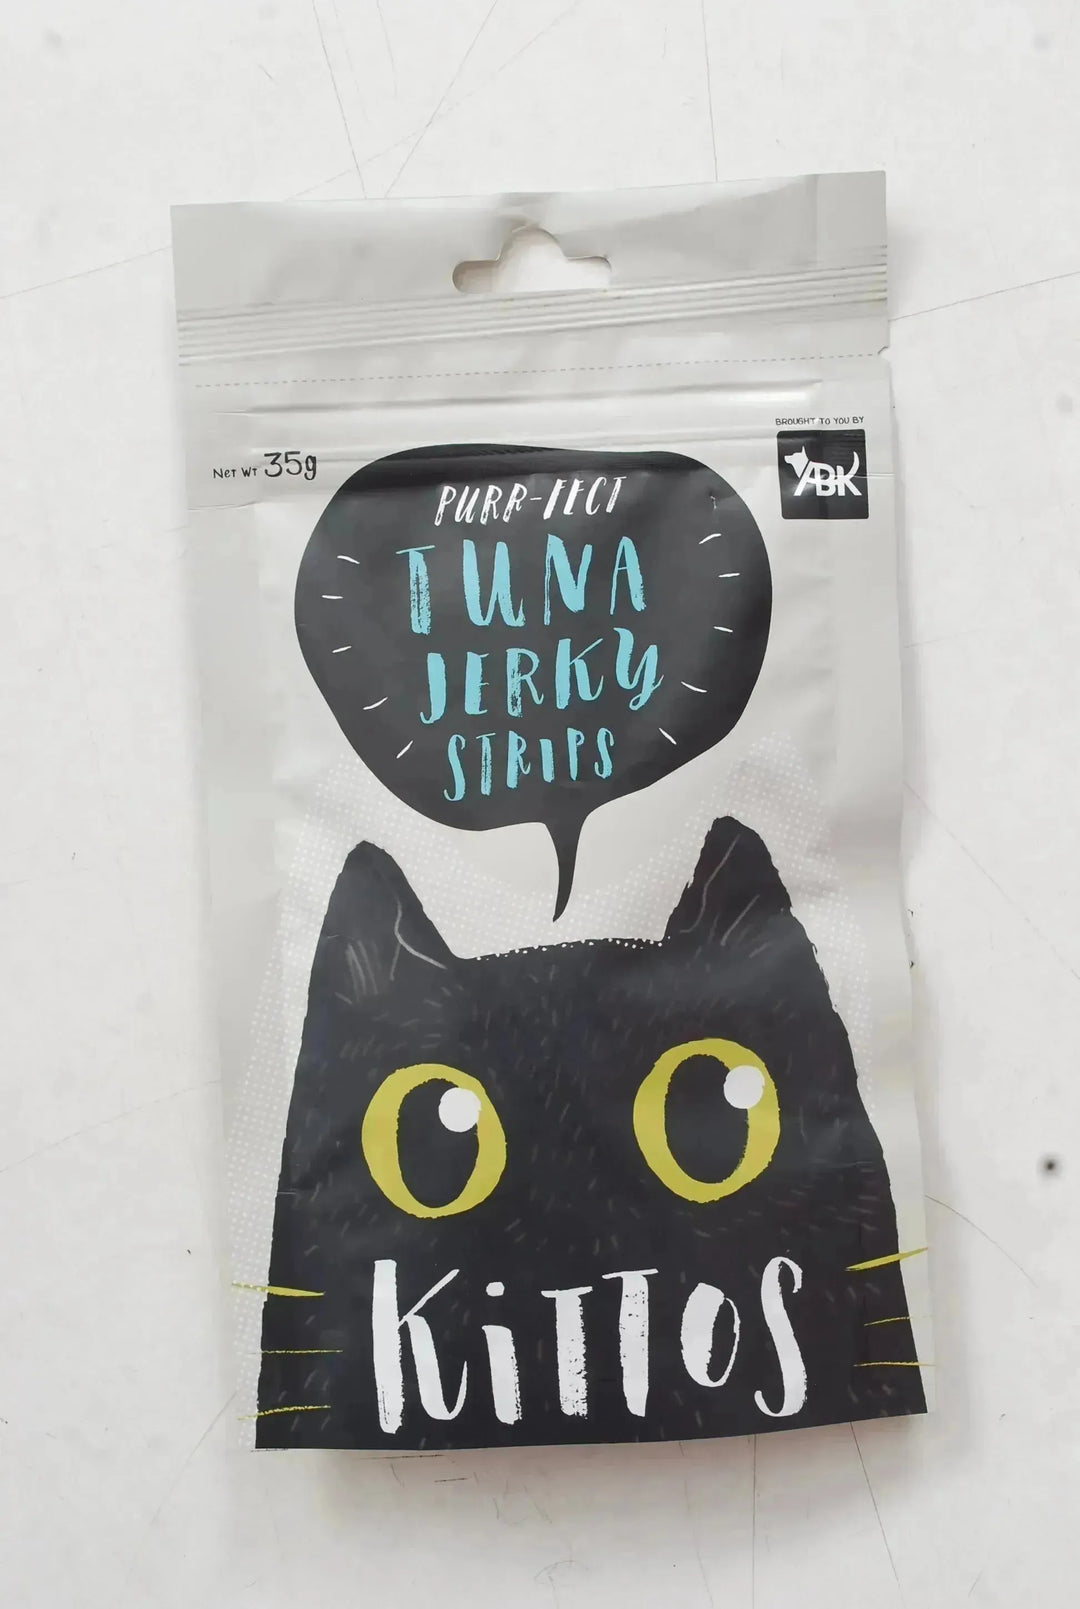 BROUGHT TO YOU BY
ABK
Net Wt 35g
PURR-FECT
TUNA
JERKY
STRIPS
KiTTOS